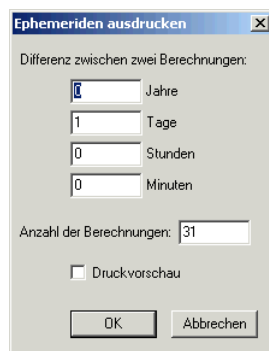 Ephemeriden ausdrucken
Differenz zwischen zwei Berechnungen:
0 Jahre
1 Tage
0 Stunden
0 Minuten
Anzahl der Berechnungen: 31
Druckvorschau
OK Abbrechen